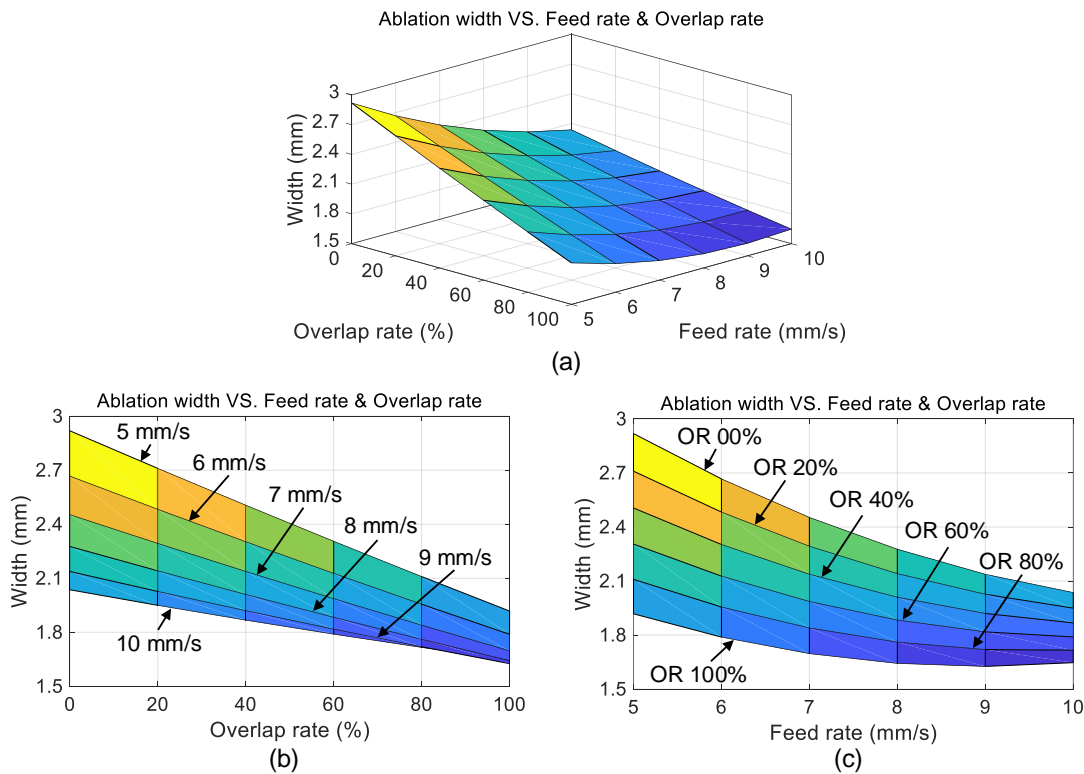 Ablation width VS. Feed rate & Overlap rate
3
2.7
2.4
2.1
1.8
1.5
Width (mm)
0
20
40
60
80
100
Overlap rate (%)
5
6
7
8
9
10
Feed rate (mm/s)
(a)
Ablation width VS. Feed rate & Overlap rate
3
2.7
2.4
2.1
1.8
1.5
Width (mm)
5 mm/s
6 mm/s
7 mm/s
8 mm/s
9 mm/s
10 mm/s
0 20 40 60 80 100
Overlap rate (%)
(b)
Ablation width VS. Feed rate & Overlap rate
3
2.7
2.4
2.1
1.8
1.5
Width (mm)
OR 00%
OR 20%
OR 40%
OR 60%
OR 80%
OR 100%
5 6 7 8 9 10
Feed rate (mm/s)
(c)